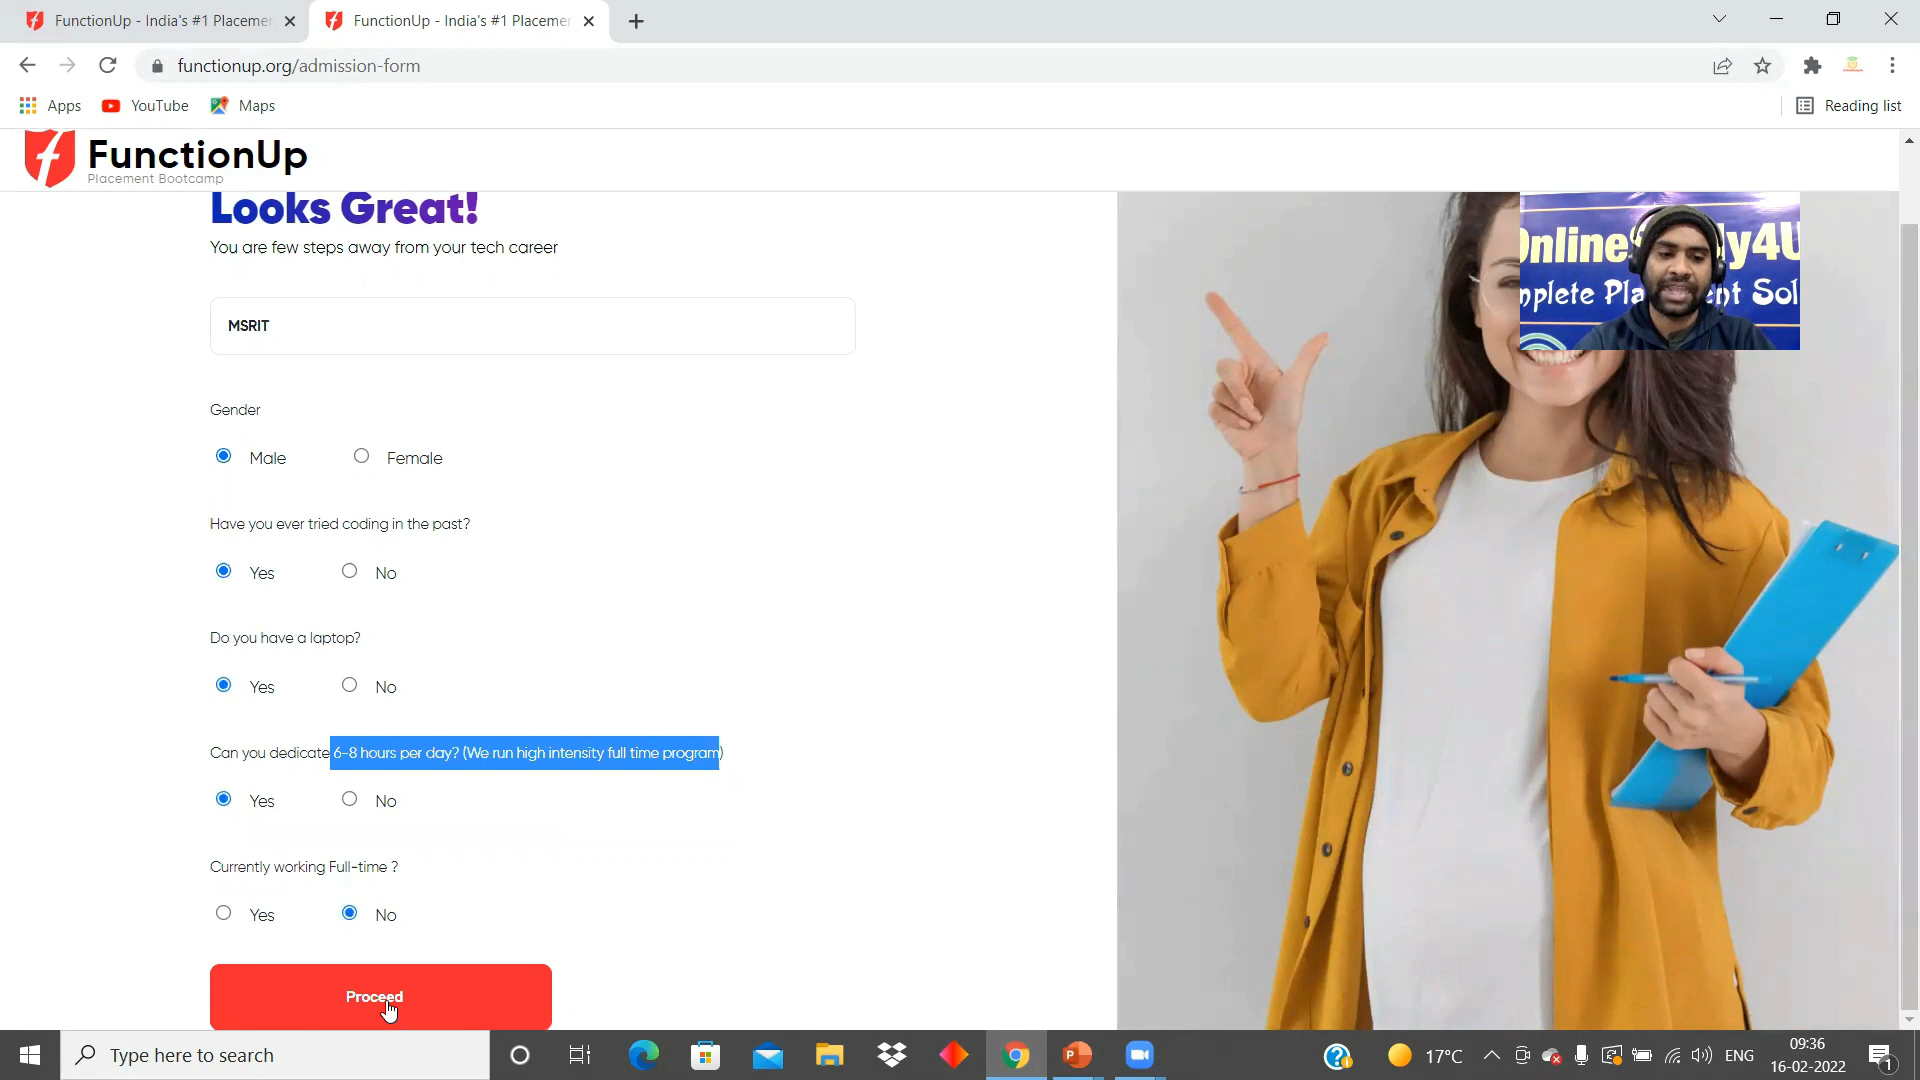 FunctionUp - India's #1 Placeme
FunctionUp - India's #1 Placeme
functionup.org/admission-form
Apps
YouTube
Maps
Reading list
FunctionUp
Placement Bootcamp
Looks Great!
You are few steps away from your tech career
MSRIT
Gender
Male
Female
Have you ever tried coding in the past?
Yes
No
Do you have a laptop?
Yes
No
Can you dedicate 6-8 hours per day? (We run high intensity full time program)
Yes
No
Currently working Full-time ?
Yes
No
Proceed
Type here to search
17°C
ENG
09:36
16-02-2022
1